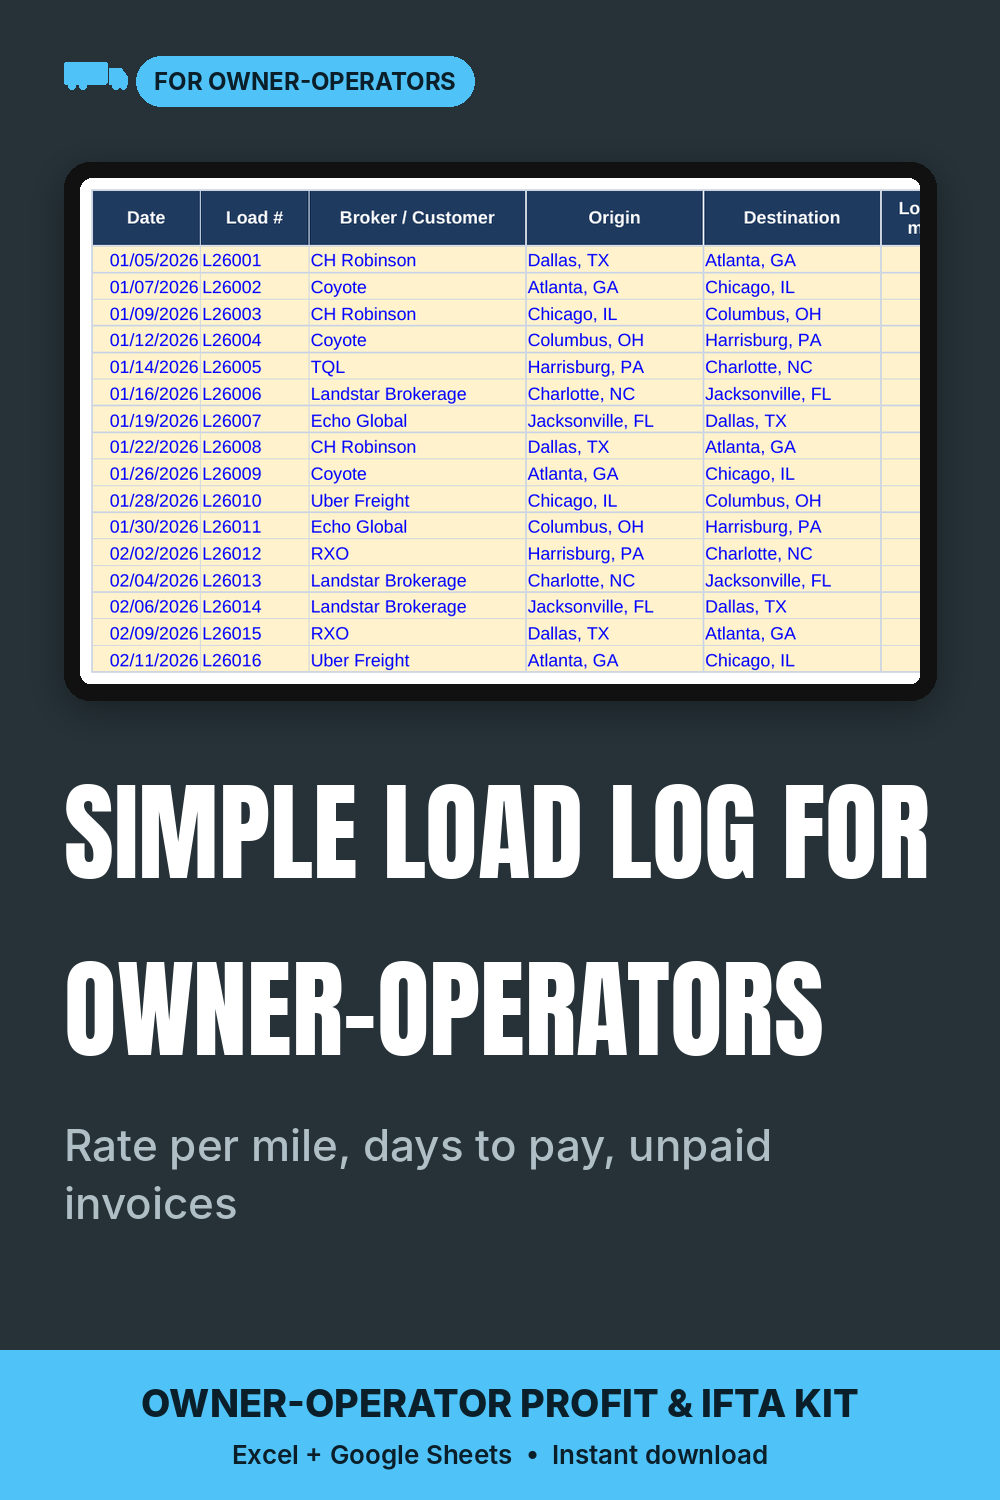 FOR OWNER-OPERATORS
Date Load # Broker / Customer Origin Destination
01/05/2026 L26001 CH Robinson Dallas, TX Atlanta, GA
01/07/2026 L26002 Coyote Atlanta, GA Chicago, IL
01/09/2026 L26003 CH Robinson Chicago, IL Columbus, OH
01/12/2026 L26004 Coyote Columbus, OH Harrisburg, PA
01/14/2026 L26005 TQL Harrisburg, PA Charlotte, NC
01/16/2026 L26006 Landstar Brokerage Charlotte, NC Jacksonville, FL
01/19/2026 L26007 Echo Global Jacksonville, FL Dallas, TX
01/22/2026 L26008 CH Robinson Dallas, TX Atlanta, GA
01/26/2026 L26009 Coyote Atlanta, GA Chicago, IL
01/28/2026 L26010 Uber Freight Chicago, IL Columbus, OH
01/30/2026 L26011 Echo Global Columbus, OH Harrisburg, PA
02/02/2026 L26012 RXO Harrisburg, PA Charlotte, NC
02/04/2026 L26013 Landstar Brokerage Charlotte, NC Jacksonville, FL
02/06/2026 L26014 Landstar Brokerage Jacksonville, FL Dallas, TX
02/09/2026 L26015 RXO Dallas, TX Atlanta, GA
02/11/2026 L26016 Uber Freight Atlanta, GA Chicago, IL
SIMPLE LOAD LOG FOR
OWNER-OPERATORS
Rate per mile, days to pay, unpaid
invoices
OWNER-OPERATOR PROFIT & IFTA KIT
Excel + Google Sheets • Instant download